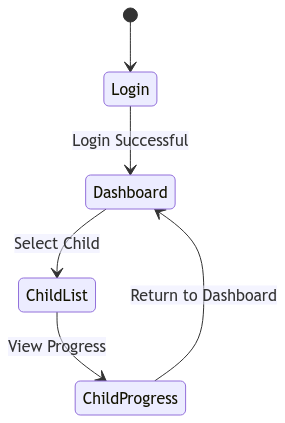 Login
Login Successful
Dashboard
Select Child
ChildList
Return to Dashboard
View Progress
ChildProgress